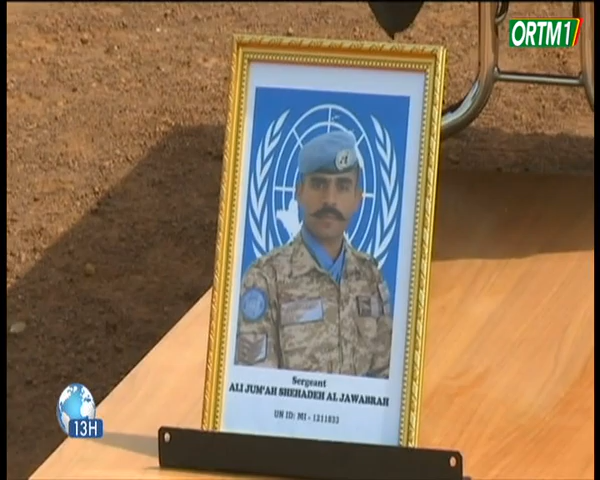 ORTM1
Sergeant
ALI JUM'AH SHEHADEH AL JAWABRAH
UN ID: MI - 1211833
13H